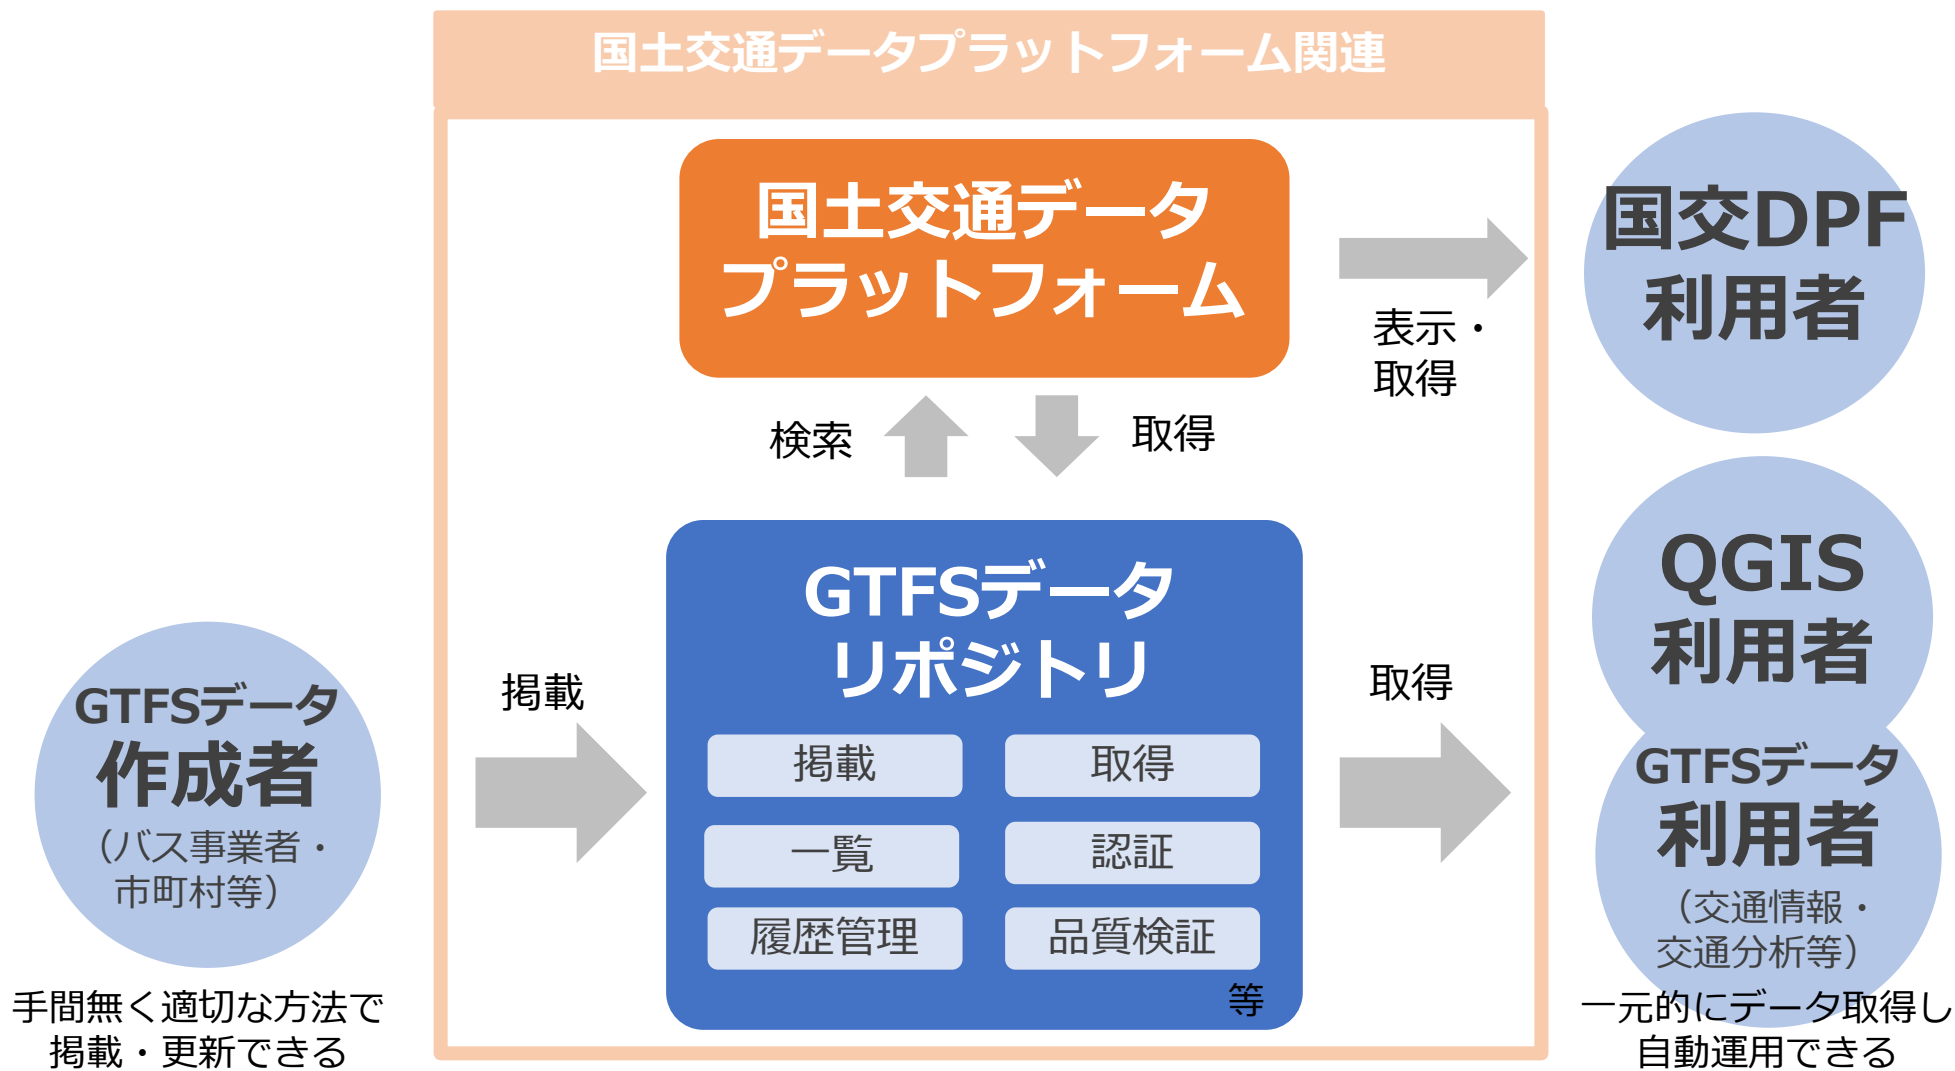 国土交通データプラットフォーム関連
国土交通データ
プラットフォーム
国交DPF
利用者
表示・
取得
検索
取得
GTFSデータ
リポジトリ
掲載
取得
一覧
認証
履歴管理
品質検証
等
掲載
取得
GTFSデータ
作成者
（バス事業者・
市町村等）
手間無く適切な方法で
掲載・更新できる
QGIS
利用者
GTFSデータ
利用者
（交通情報・
交通分析等）
一元的にデータ取得し
自動運用できる